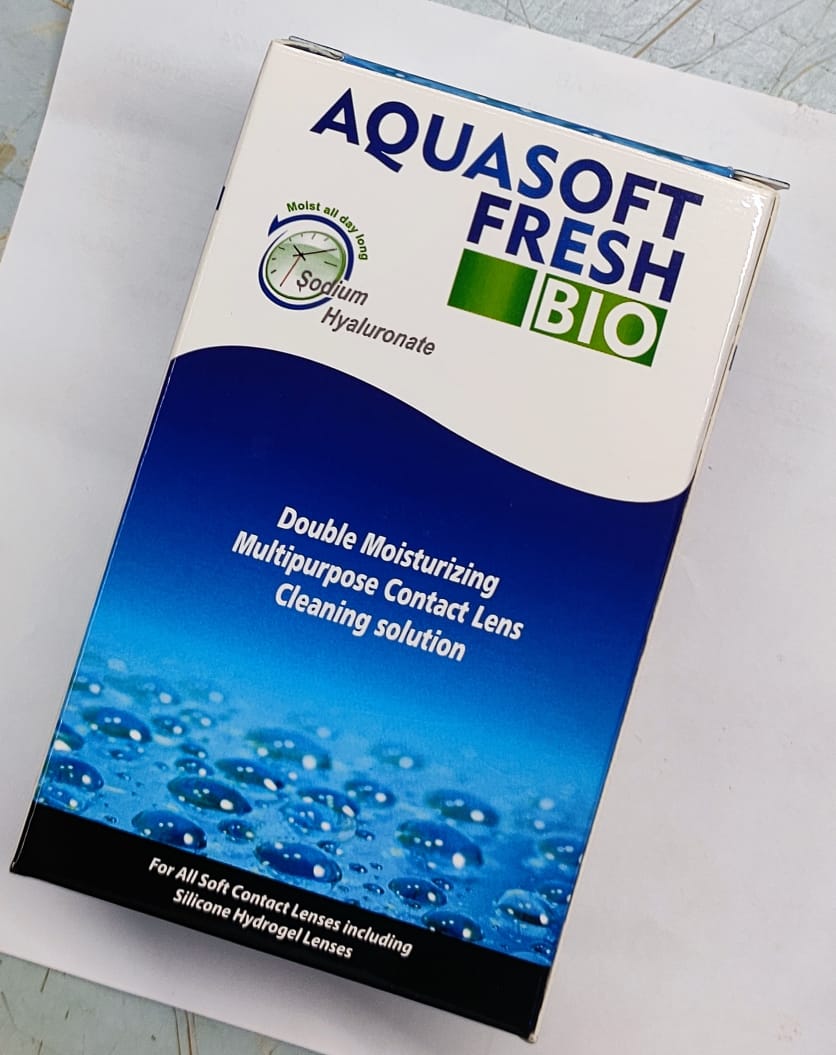 AQUASOFT
FRESH
BIO
Moist all day long
Sodium
Hyaluronate
Double Moisturizing
Multipurpose Contact Lens
Cleaning solution
For All Soft Contact Lenses including
Silicone Hydrogel Lenses